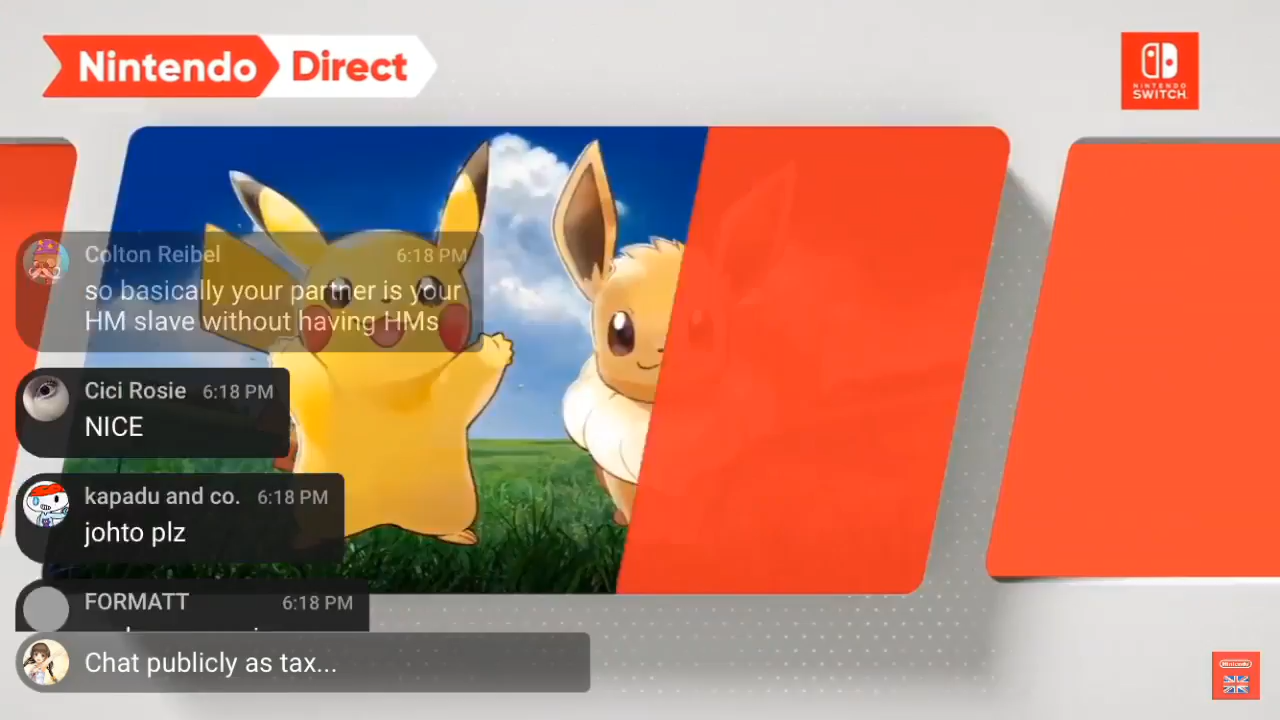 Nintendo Direct
NINTENDO
SWITCH
Colton Reibel 6:18 PM
so basically your partner is your
HM slave without having HMs
Cici Rosie 6:18 PM
NICE
kapadu and co. 6:18 PM
johto plz
FORMATT 6:18 PM
Chat publicly as tax...
Nintendo